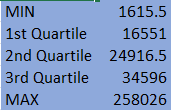 MIN 1615.5
1st Quartile 16551
2nd Quartile 24916.5
3rd Quartile 34596
MAX 258026